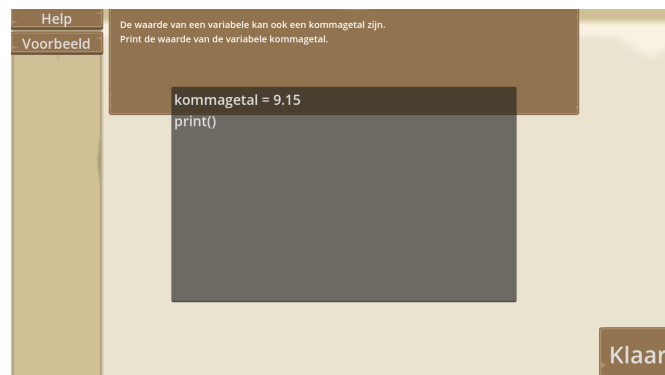 Help
Voorbeeld
De waarde van een variabele kan ook een kommagetal zijn.
Print de waarde van de variabele kommagetal.
kommagetal = 9.15
print()
Klaar